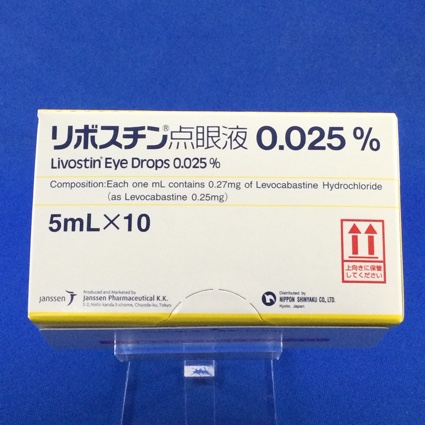 リボスチン®点眼液 0.025%
Livostin® Eye Drops 0.025%
Composition:Each one mL contains 0.27mg of Levocabastine Hydrochloride
(as Levocabastine 0.25mg)
5mL×10
上向きに保管
してください
janssen
Produced and Marketed by
Janssen Pharmaceutical K.K.
Distributed by
NIPPON SHINYAKU CO., LTD.
Kyoto, Japan